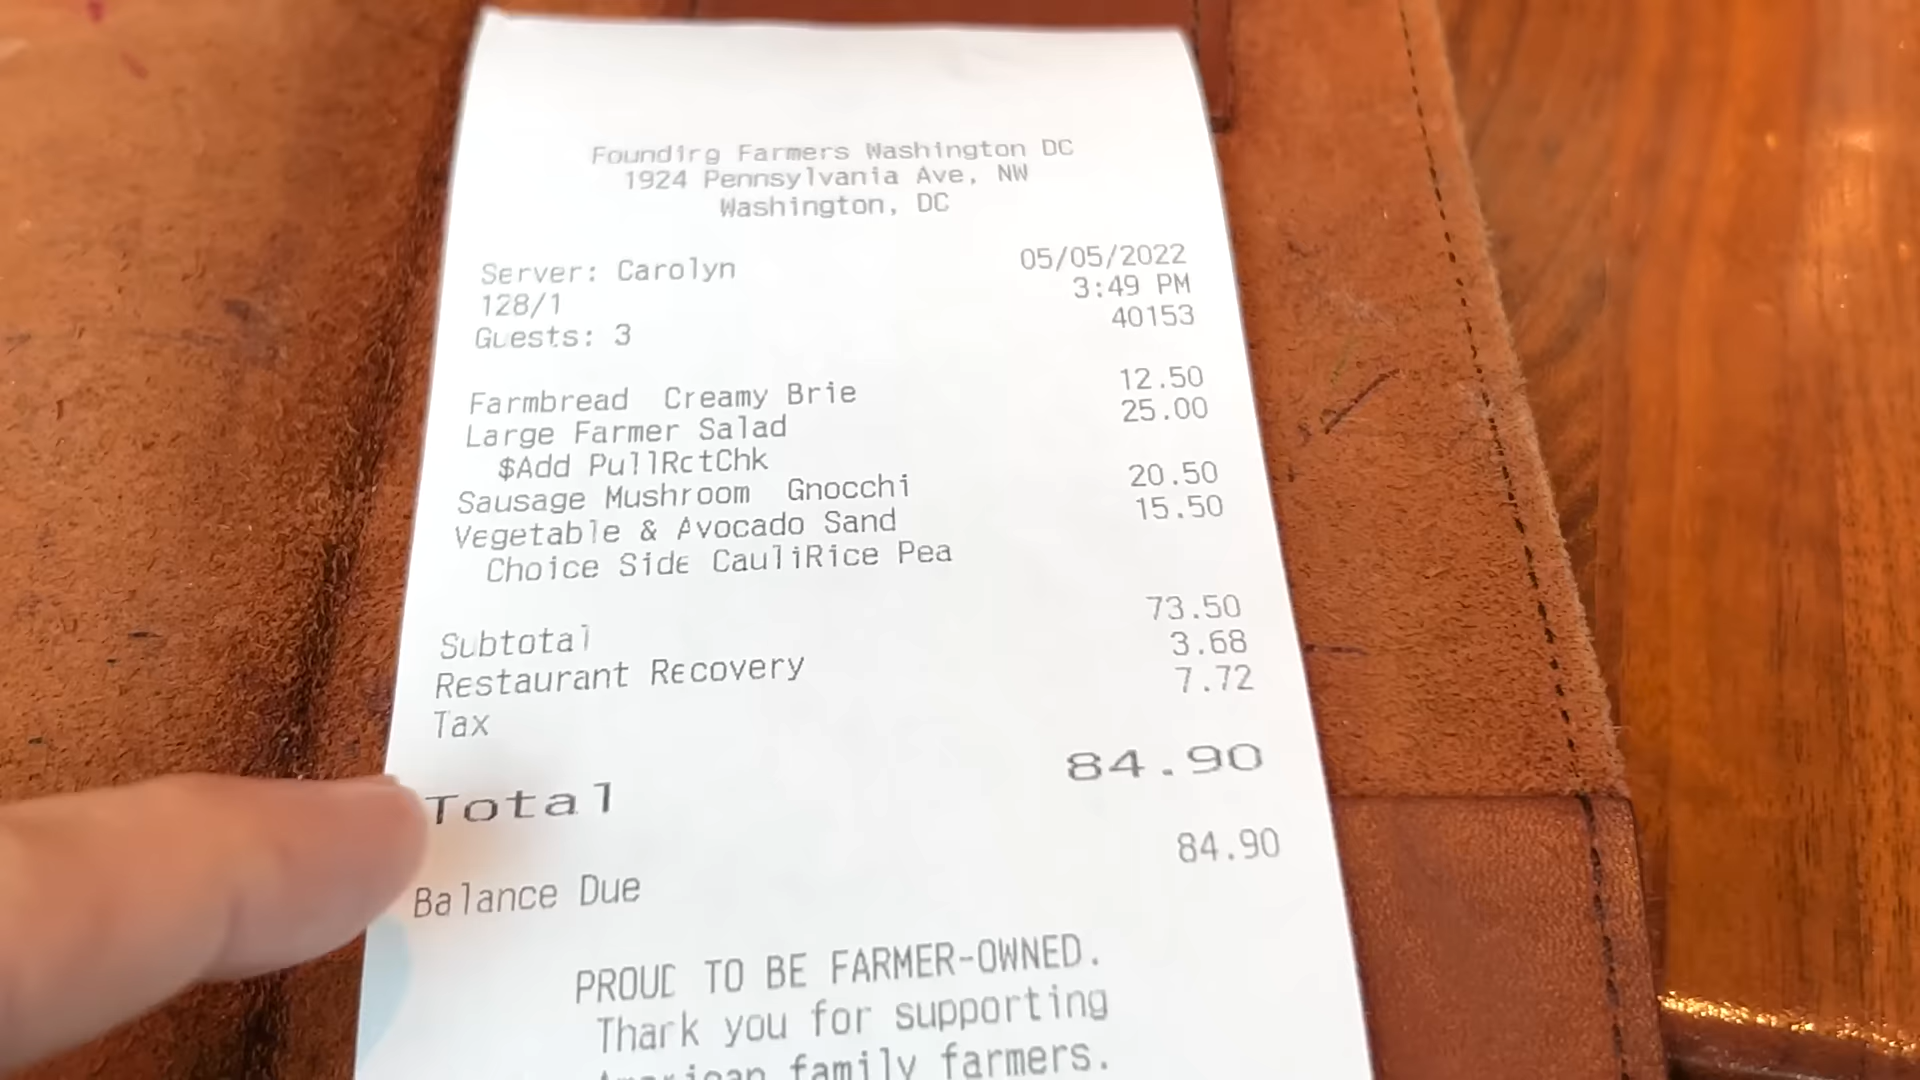 Founding Farmers Washington DC
1924 Pennsylvania Ave, NW
Washington, DC
Server: Carolyn 05/05/2022
128/1 3:49 PM
Guests: 3 40153
Farmbread Creamy Brie 12.50
Large Farmer Salad 25.00
$Add PullRctChk
Sausage Mushroom Gnocchi 20.50
Vegetable & Avocado Sand 15.50
Choice Side CauliRice Pea
Subtotal 73.50
Restaurant Recovery 3.68
Tax 7.72
Total 84.90
Balance Due 84.90
PROUD TO BE FARMER-OWNED.
Thank you for supporting
American family farmers.